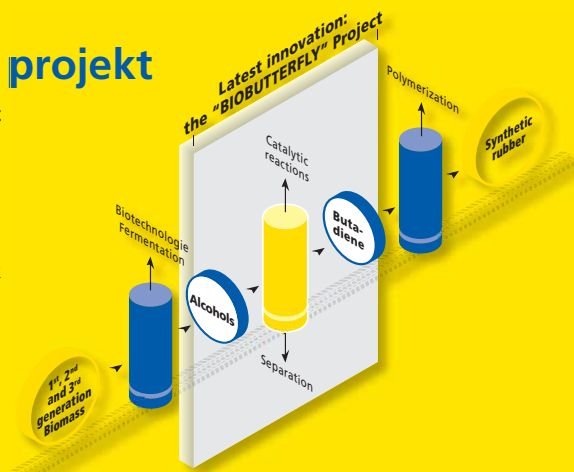 projekt
Latest innovation:
the "BIOBUTTERFLY" Project
Polymerization
Synthetic
rubber
Catalytic
reactions
Buta-
diene
Biotechnologie
Fermentation
Alcohols
Separation
1st, 2nd
and 3rd
generation
Biomass